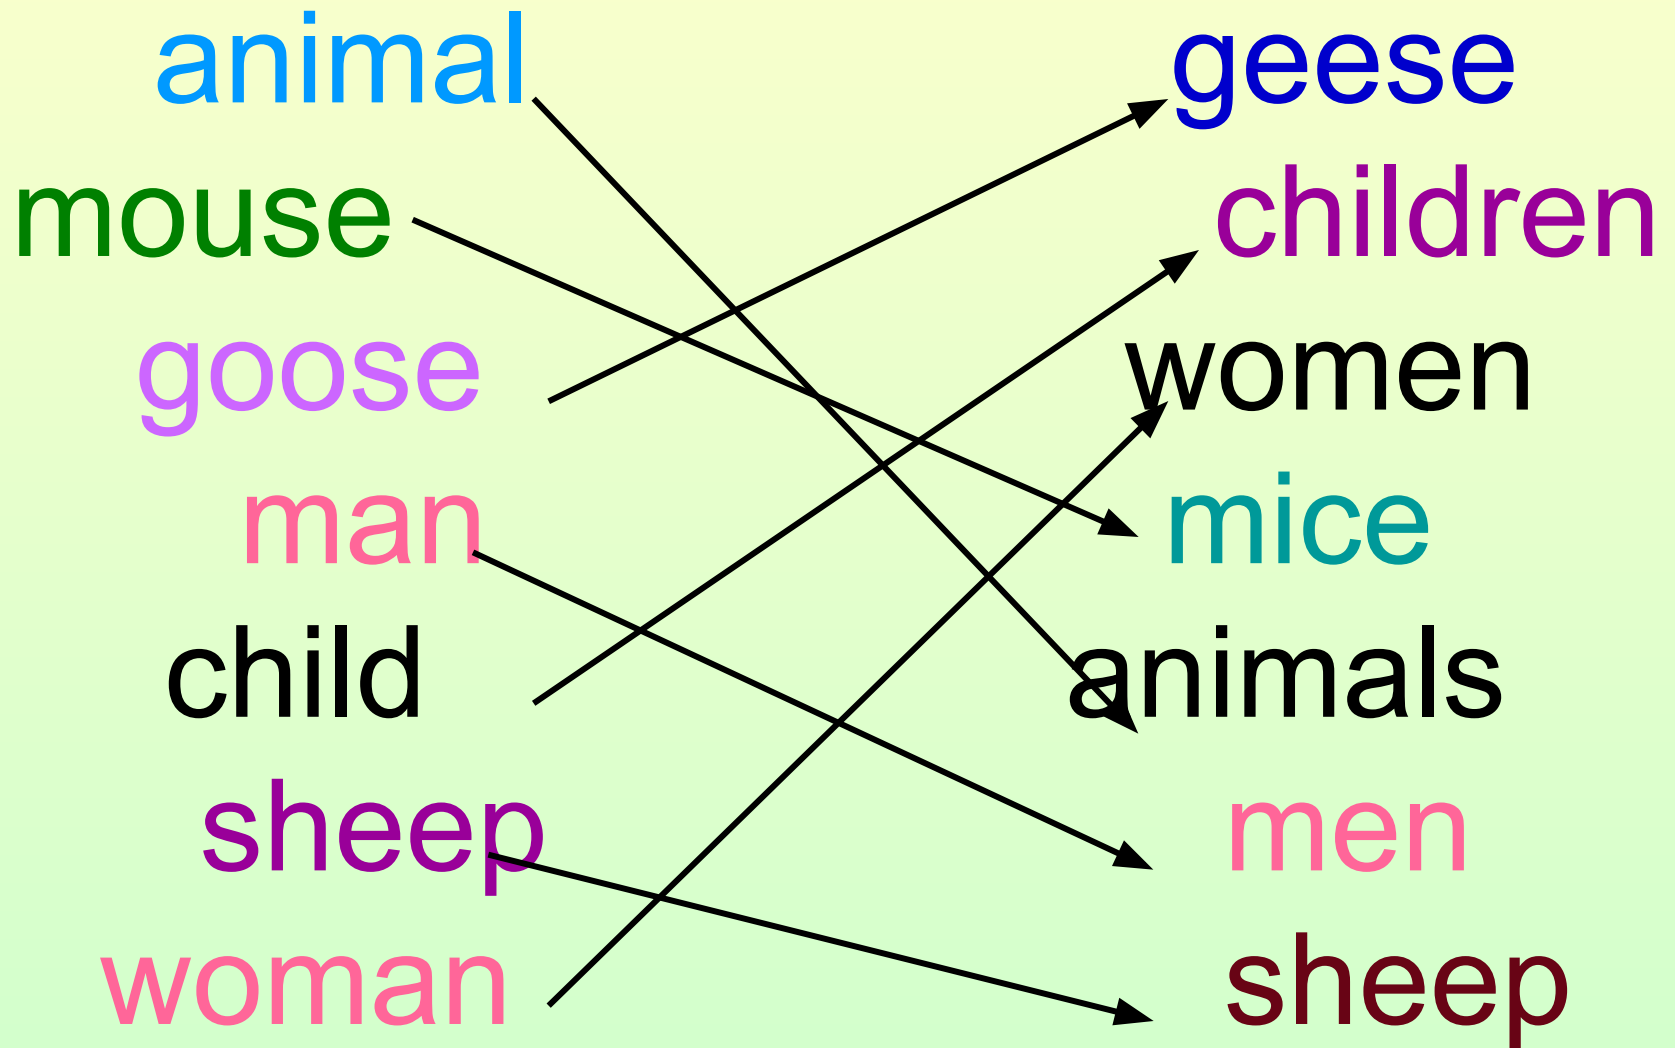 animal
mouse
goose
man
child
sheep
woman
geese
children
women
mice
animals
men
sheep